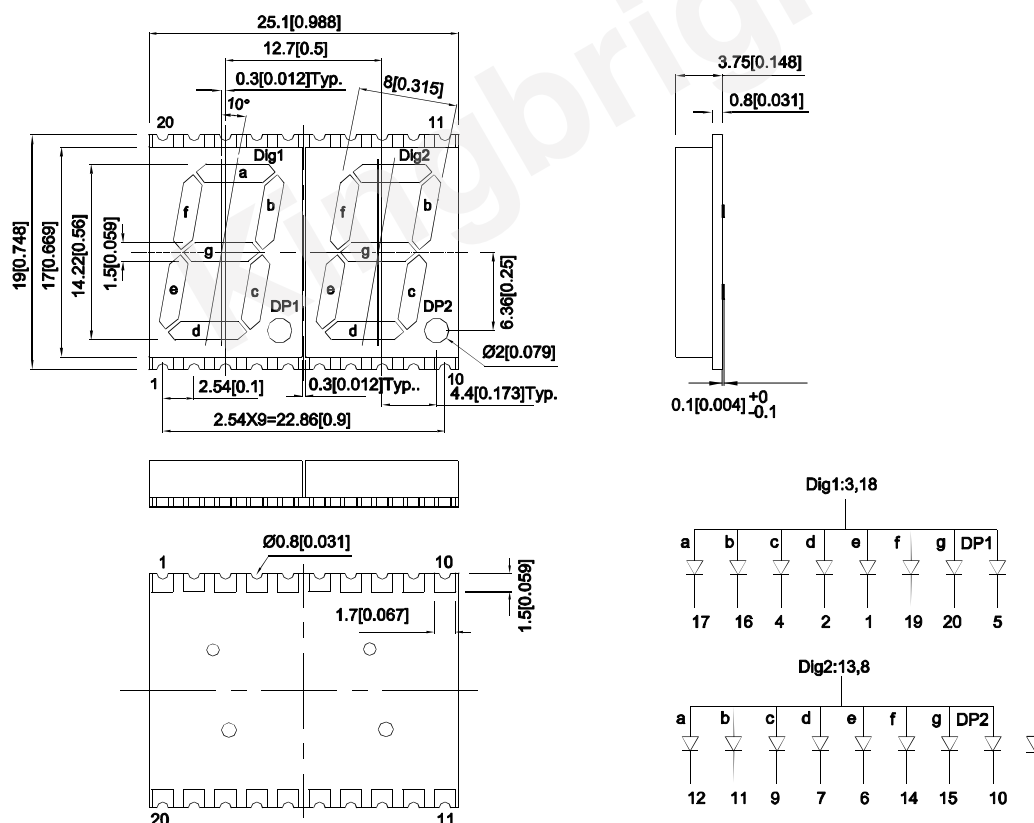 25.1[0.988]
12.7[0.5]
0.3[0.012]Typ.
8[0.315]
10°
20
11
Dig1
Dig2
a
f
b
g
e
c
d
DP1
f
b
g
e
c
d
DP2
19[0.748]
17[0.669]
14.22[0.56]
1.5[0.059]
6.36[0.25]
Ø2[0.079]
1
10
2.54[0.1]
0.3[0.012]Typ..
4.4[0.173]Typ.
2.54X9=22.86[0.9]
3.75[0.148]
0.8[0.031]
0.1[0.004] +0
-0.1
Ø0.8[0.031]
1
10
1.7[0.067]
1.5[0.059]
20
11
Dig1:3,18
a b c d e f g DP1
17 16 4 2 1 19 20 5
Dig2:13,8
a b c d e f g DP2
12 11 9 7 6 14 15 10
Kingbrigh